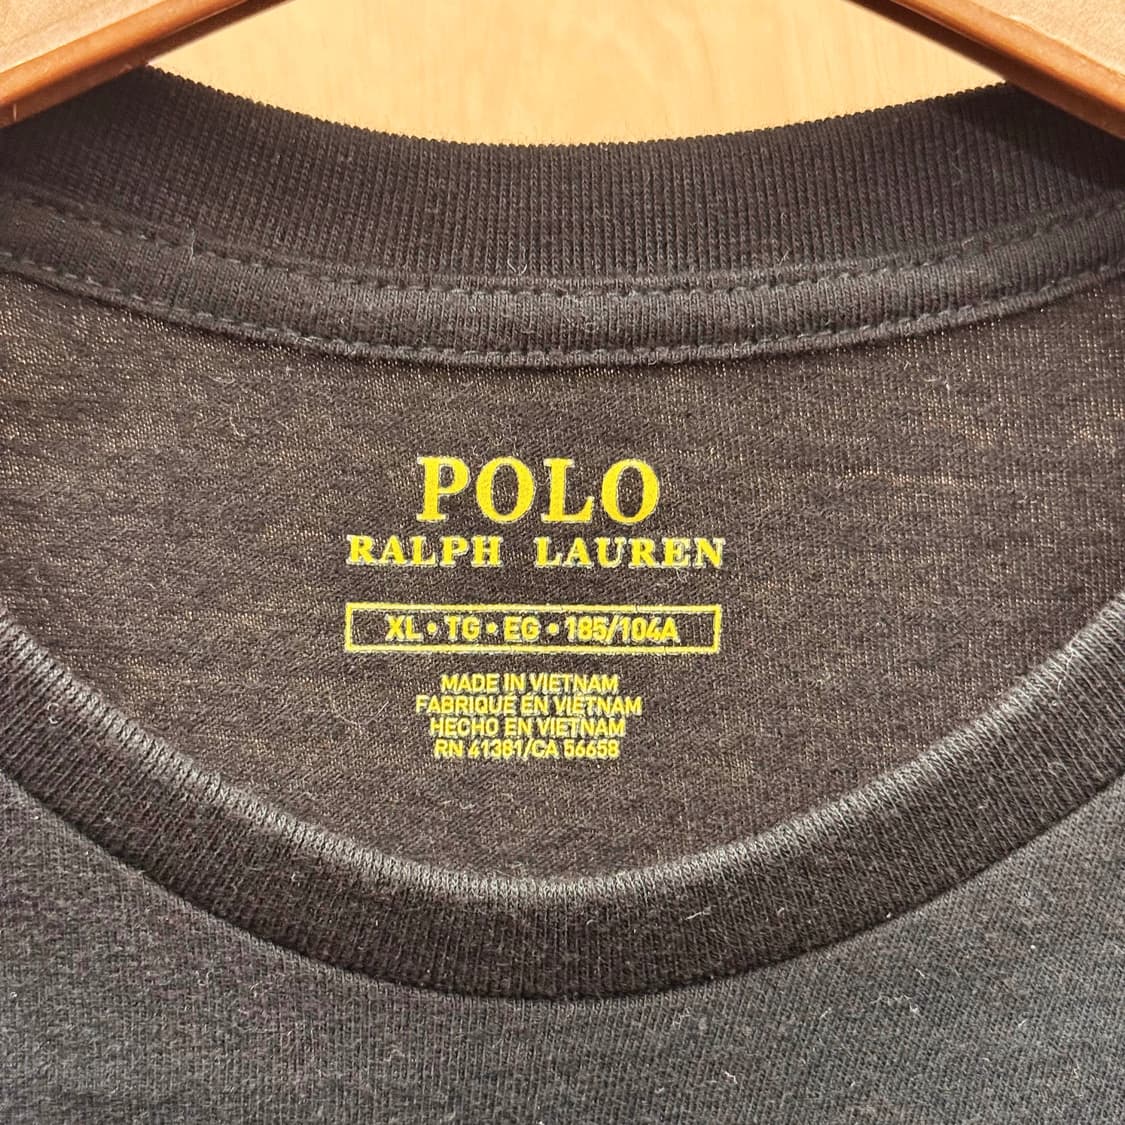 POLO
RALPH LAUREN
XL • TG • EG • 185/104A
MADE IN VIETNAM
FABRIQUÉ EN VIETNAM
HECHO EN VIETNAM
RN 41381/CA 56658